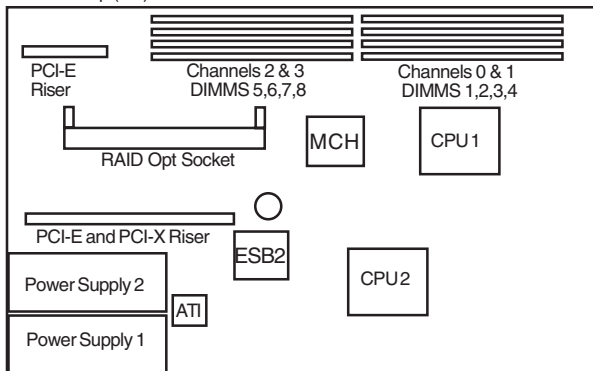 PCI-E
Riser
Channels 2 & 3
DIMMS 5,6,7,8
Channels 0 & 1
DIMMS 1,2,3,4
RAID Opt Socket
MCH
CPU1
PCI-E and PCI-X Riser
ESB2
CPU2
Power Supply 2
ATI
Power Supply 1